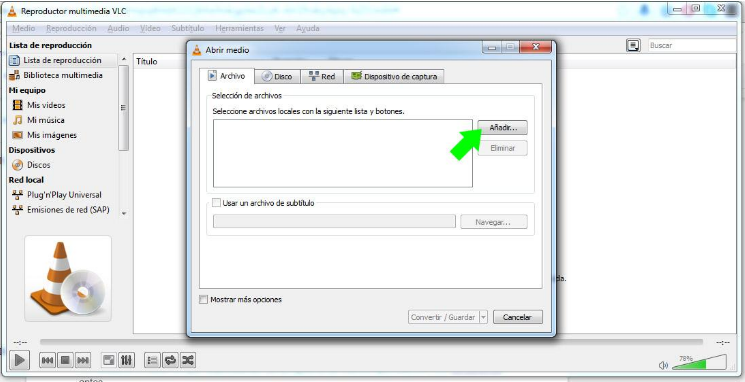 Reproductor multimedia VLC
Medio Reproducción Audio Video Subtítulo Herramientas Ver Ayuda
Lista de reproducción
Buscar
Lista de reproducción
Título
Biblioteca multimedia
Mi equipo
Mis videos
Mi música
Mis imágenes
Dispositivos
Discos
Red local
Plug'n'Play Universal
Emisiones de red (SAP)
Abrir medio
Archivo Disco Red Dispositivo de captura
Selección de archivos
Seleccione archivos locales con la siguiente lista y botones.
Añadir...
Eliminar
Usar un archivo de subtítulo
Navegar...
Mostrar más opciones
Convertir / Guardar
Cancelar
da.
--:--
--:--
78%